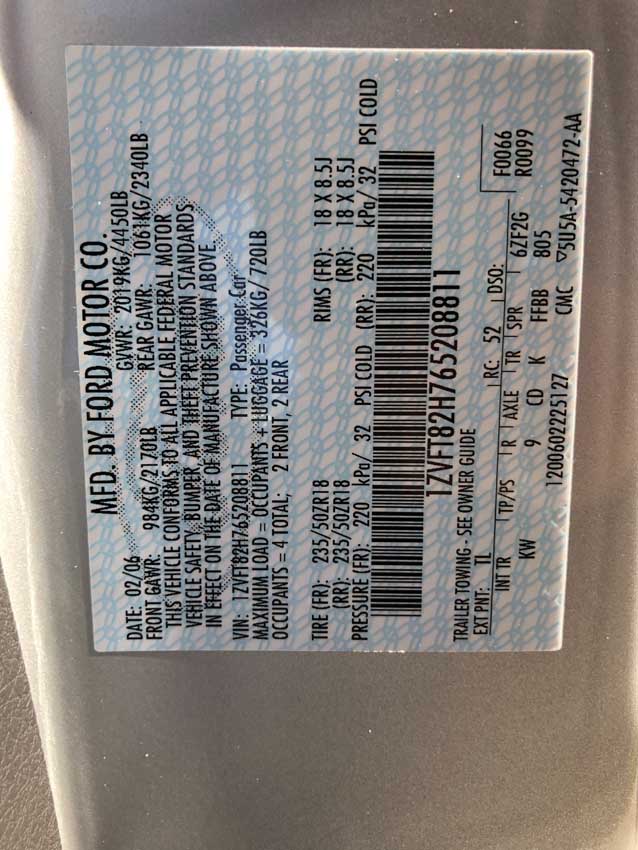 MFD. BY FORD MOTOR CO.
DATE: 02/06 GVWR: 2019KG/4450LB
FRONT GAWR: 984KG/2170LB REAR GAWR: 1061KG/2340LB
THIS VEHICLE CONFORMS TO ALL APPLICABLE FEDERAL MOTOR
VEHICLE SAFETY, BUMPER, AND THEFT PREVENTION STANDARDS
IN EFFECT ON THE DATE OF MANUFACTURE SHOWN ABOVE.
VIN: 1ZVFT82H765208811 TYPE: Passenger Car
MAXIMUM LOAD = OCCUPANTS + LUGGAGE = 326KG/ 720LB
OCCUPANTS = 4 TOTAL; 2 FRONT, 2 REAR
TIRE (FR): 235/50ZR18 RIMS (FR): 18 X 8.5J
(RR): 235/50ZR18 (RR): 18 X 8.5J
PRESSURE (FR): 220 kPa/ 32 PSI COLD (RR): 220 kPa/ 32 PSI COLD
1ZVFT82H765208811
TRAILER TOWING - SEE OWNER GUIDE F0066
EXT PNT: TL RC: 52 DSO: R0099
INT TR TP/PS R AXLE TR SPR 6ZF2G
KW 9 CD K FFBB 805
1200602225127 CMC ▽5U5A-5420472-AA